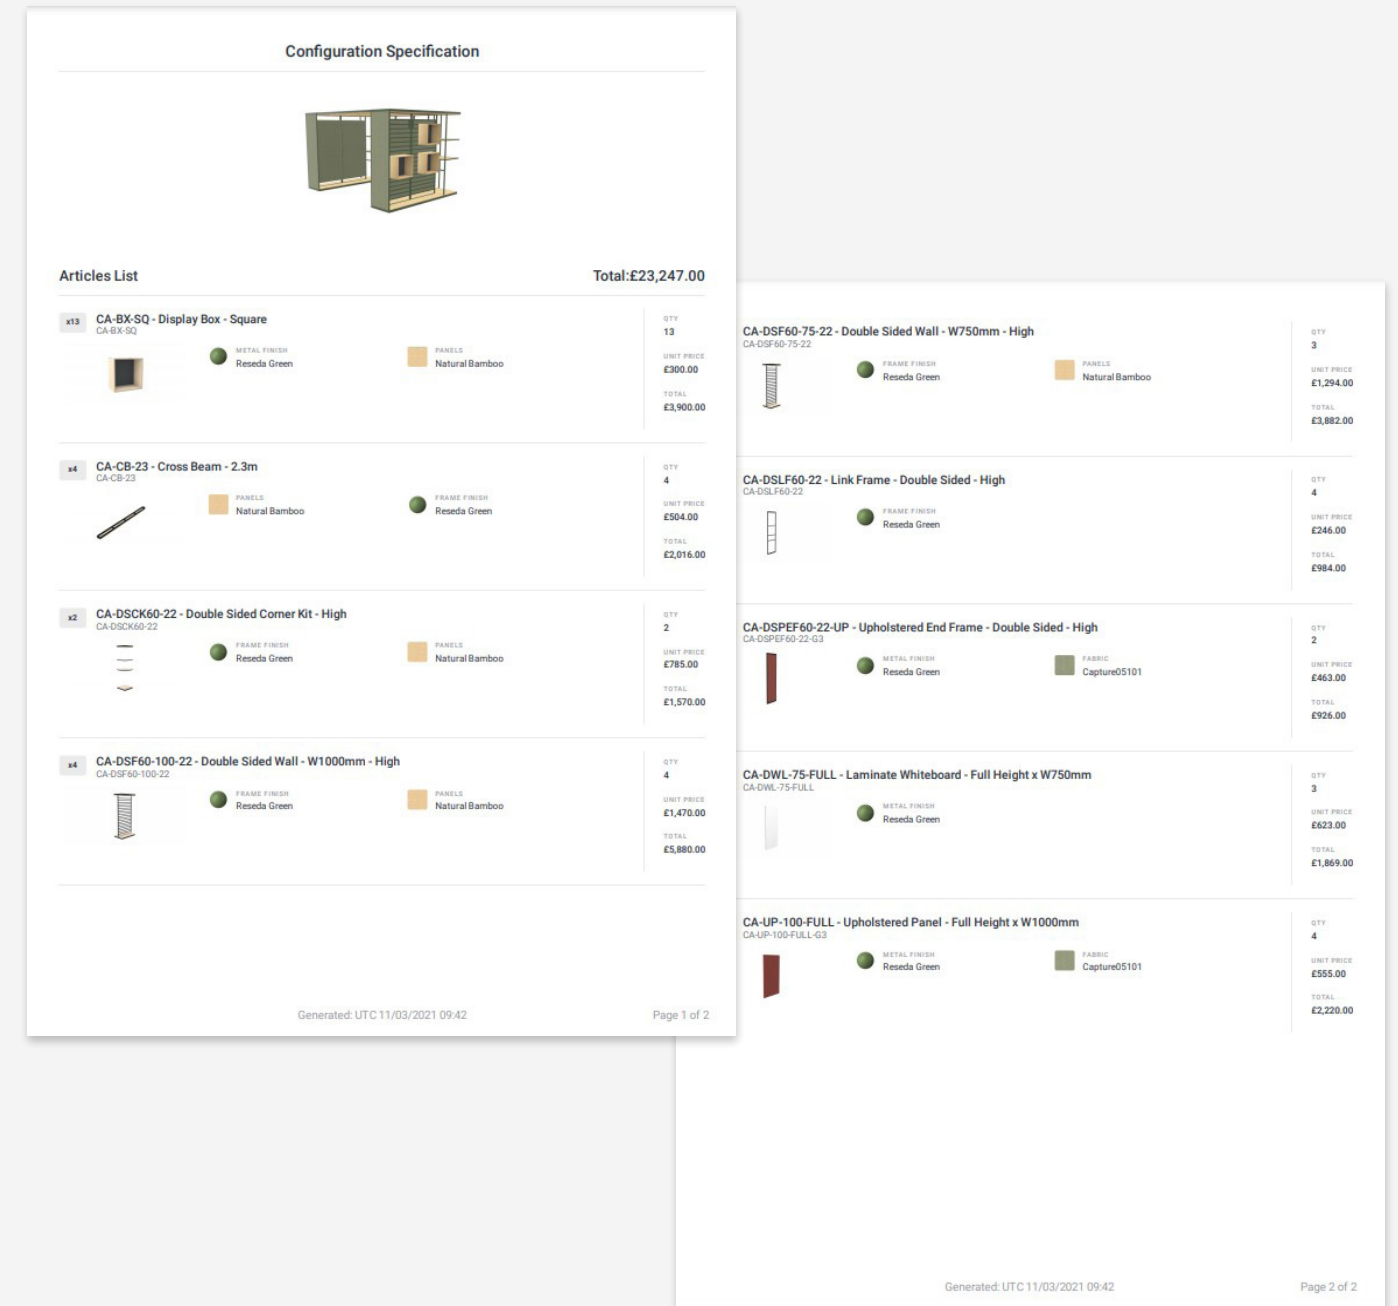 Configuration Specification
Articles List
Total:£23,247.00
x13
CA-BX-SQ - Display Box - Square
CA-BX-SQ
METAL FINISH
Reseda Green
PANELS
Natural Bamboo
QTY
13
UNIT PRICE
£300.00
TOTAL
£3,900.00
x4
CA-CB-23 - Cross Beam - 2.3m
CA-CB-23
PANELS
Natural Bamboo
FRAME FINISH
Reseda Green
QTY
4
UNIT PRICE
£504.00
TOTAL
£2,016.00
x2
CA-DSCK60-22 - Double Sided Corner Kit - High
CA-DSCK60-22
FRAME FINISH
Reseda Green
PANELS
Natural Bamboo
QTY
2
UNIT PRICE
£785.00
TOTAL
£1,570.00
x4
CA-DSF60-100-22 - Double Sided Wall - W1000mm - High
CA-DSF60-100-22
FRAME FINISH
Reseda Green
PANELS
Natural Bamboo
QTY
4
UNIT PRICE
£1,470.00
TOTAL
£5,880.00
Generated: UTC 11/03/2021 09:42
Page 1 of 2
CA-DSF60-75-22 - Double Sided Wall - W750mm - High
CA-DSF60-75-22
FRAME FINISH
Reseda Green
PANELS
Natural Bamboo
QTY
3
UNIT PRICE
£1,294.00
TOTAL
£3,882.00
CA-DSLF60-22 - Link Frame - Double Sided - High
CA-DSLF60-22
FRAME FINISH
Reseda Green
QTY
4
UNIT PRICE
£246.00
TOTAL
£984.00
CA-DSPEF60-22-UP - Upholstered End Frame - Double Sided - High
CA-DSPEF60-22-G3
METAL FINISH
Reseda Green
FABRIC
Capture05101
QTY
2
UNIT PRICE
£463.00
TOTAL
£926.00
CA-DWL-75-FULL - Laminate Whiteboard - Full Height x W750mm
CA-DWL-75-FULL
METAL FINISH
Reseda Green
QTY
3
UNIT PRICE
£623.00
TOTAL
£1,869.00
CA-UP-100-FULL - Upholstered Panel - Full Height x W1000mm
CA-UP-100-FULL-G3
METAL FINISH
Reseda Green
FABRIC
Capture05101
QTY
4
UNIT PRICE
£555.00
TOTAL
£2,220.00
Generated: UTC 11/03/2021 09:42
Page 2 of 2